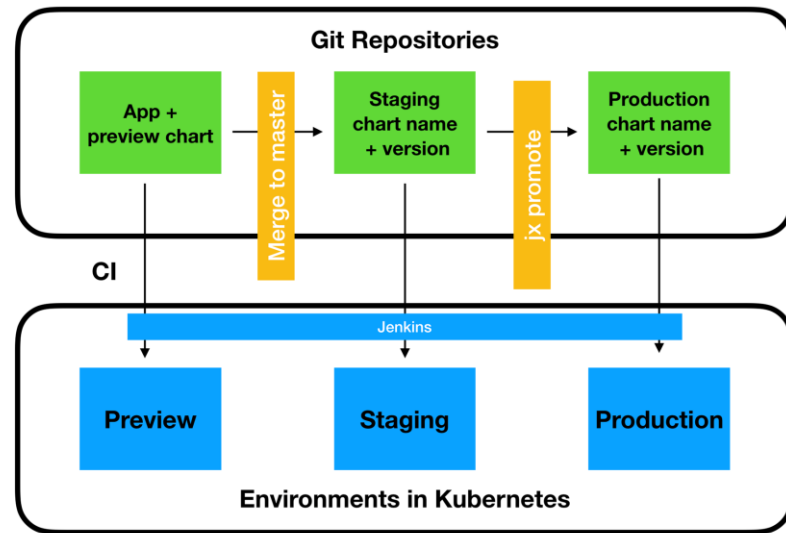 Git Repositories
App +
preview chart
Merge to master
Staging
chart name
+ version
jx promote
Production
chart name
+ version
CI
Jenkins
Preview
Staging
Production
Environments in Kubernetes